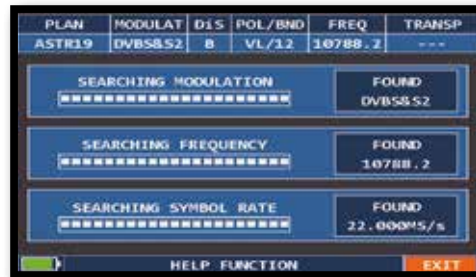 PLAN MODULAT DiS POL/BND FREQ TRANSP
ASTR19 DVBS&S2 B VL/12 10788.2 ---
SEARCHING MODULATION FOUND
DVBS&S2
SEARCHING FREQUENCY FOUND
10788.2
SEARCHING SYMBOL RATE FOUND
22.000MS/s
HELP FUNCTION EXIT